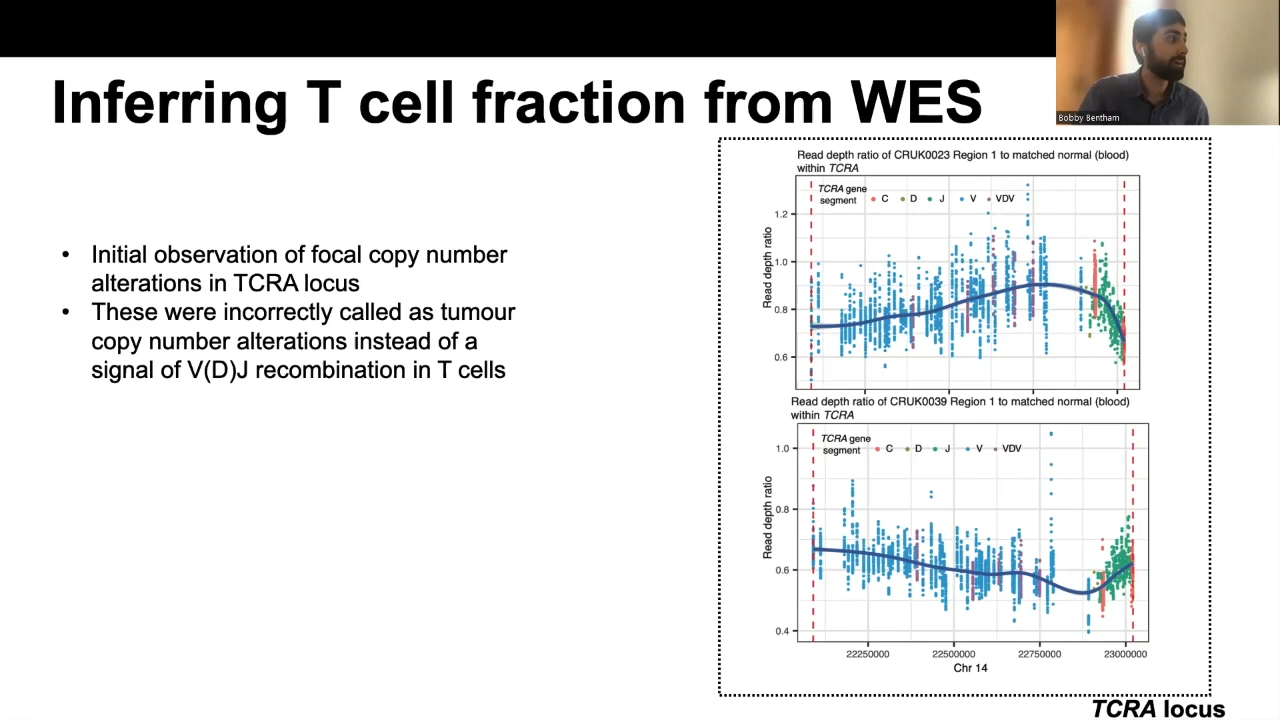 Inferring T cell fraction from WES
Bobby Bentham
• Initial observation of focal copy number
alterations in TCRA locus
• These were incorrectly called as tumour
copy number alterations instead of a
signal of V(D)J recombination in T cells
Read depth ratio of CRUK0023 Region 1 to matched normal (blood)
within TCRA
TCRA gene
segment
C D J V VDV
Read depth ratio
1.2
1.0
0.8
0.6
Read depth ratio of CRUK0039 Region 1 to matched normal (blood)
within TCRA
TCRA gene
segment
C D J V VDV
Read depth ratio
1.0
0.8
0.6
0.4
22250000 22500000 22750000 23000000
Chr 14
TCRA locus